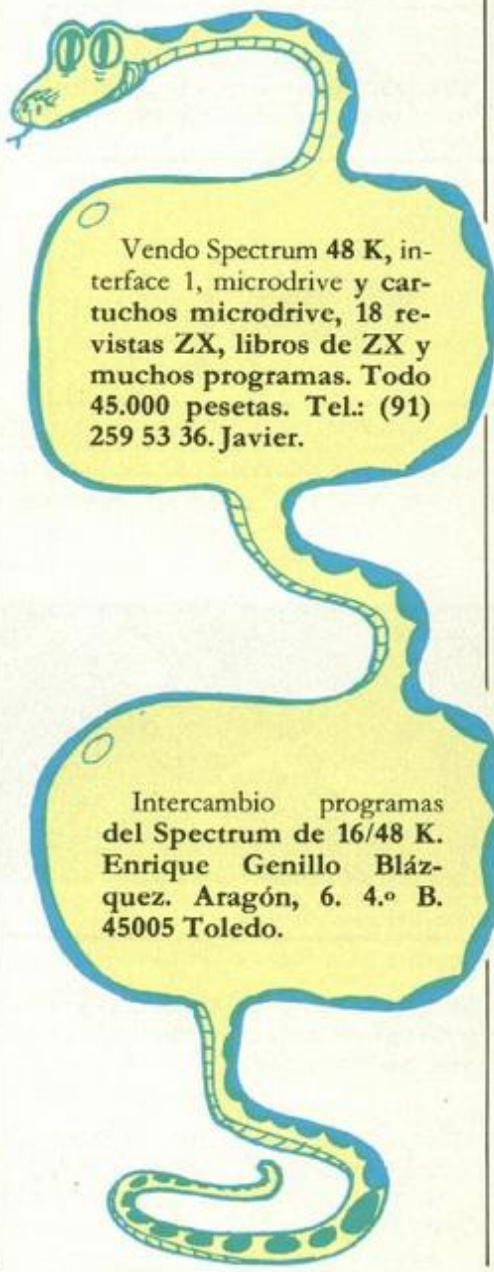 Vendo Spectrum 48 K, in-
terface 1, microdrive y car-
tuchos microdrive, 18 re-
vistas ZX, libros de ZX y
muchos programas. Todo
45.000 pesetas. Tel.: (91)
259 53 36. Javier.
Intercambio programas
del Spectrum de 16/48 K.
Enrique Genillo Bláz-
quez. Aragón, 6. 4.º B.
45005 Toledo.